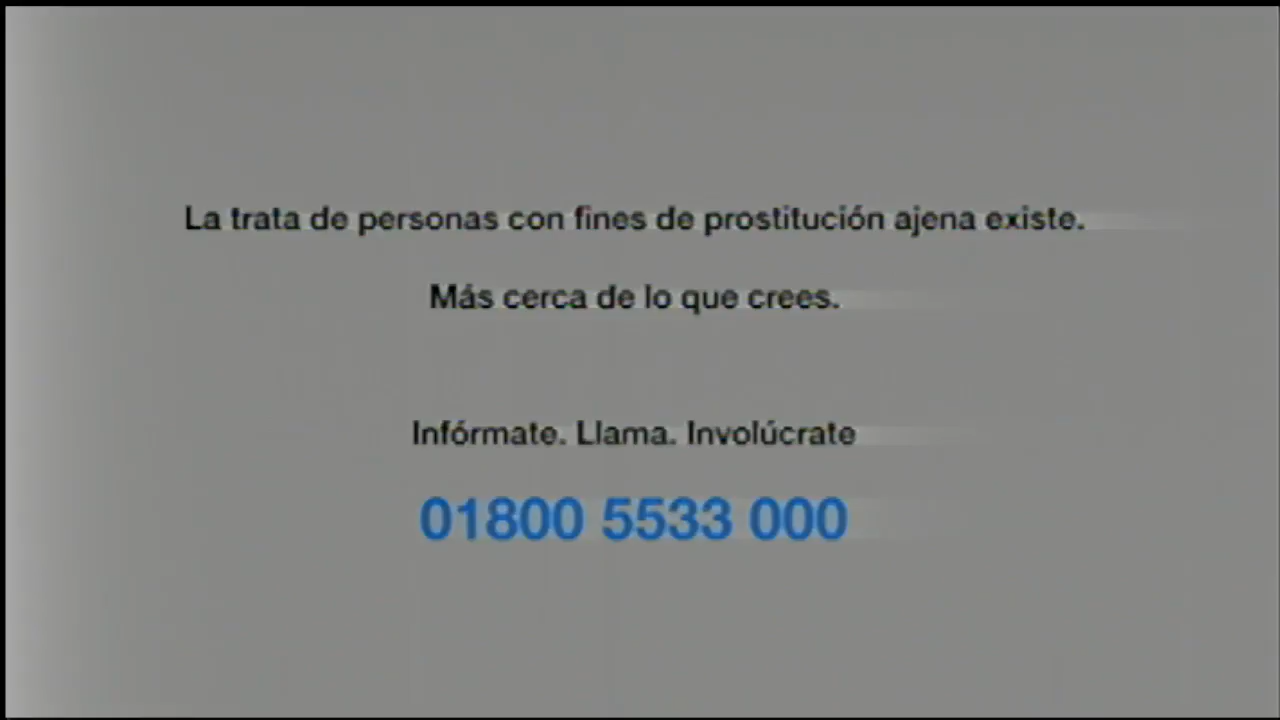 La trata de personas con fines de prostitución ajena existe.
Más cerca de lo que crees.
Infórmate. Llama. Involúcrate
01800 5533 000